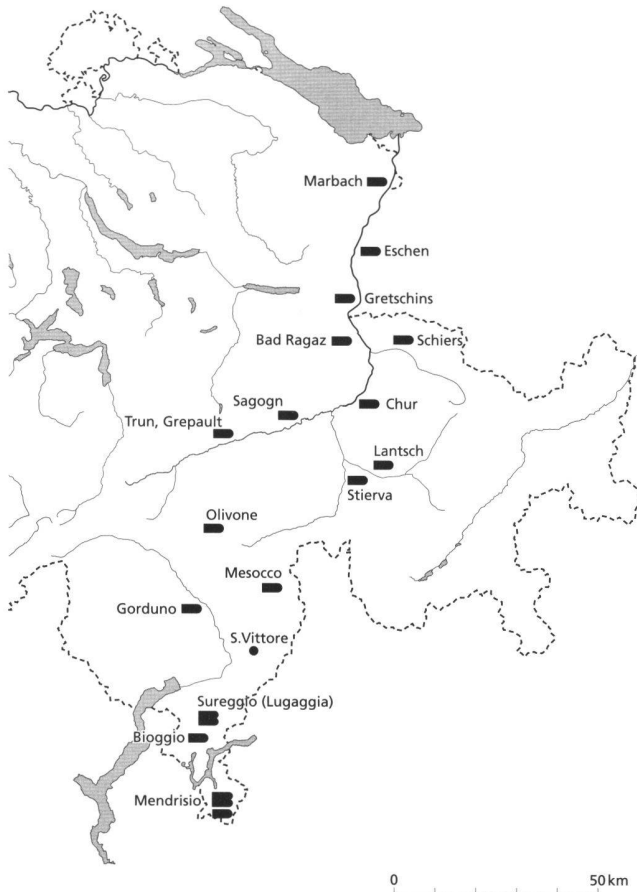 Marbach
Eschen
Gretschins
Bad Ragaz
Schiers
Sagogn
Chur
Trun, Grepault
Lantsch
Stierva
Olivone
Mesocco
Gorduno
S.Vittore
Sureggio (Lugaggia)
Bioggio
Mendrisio
0 50 km